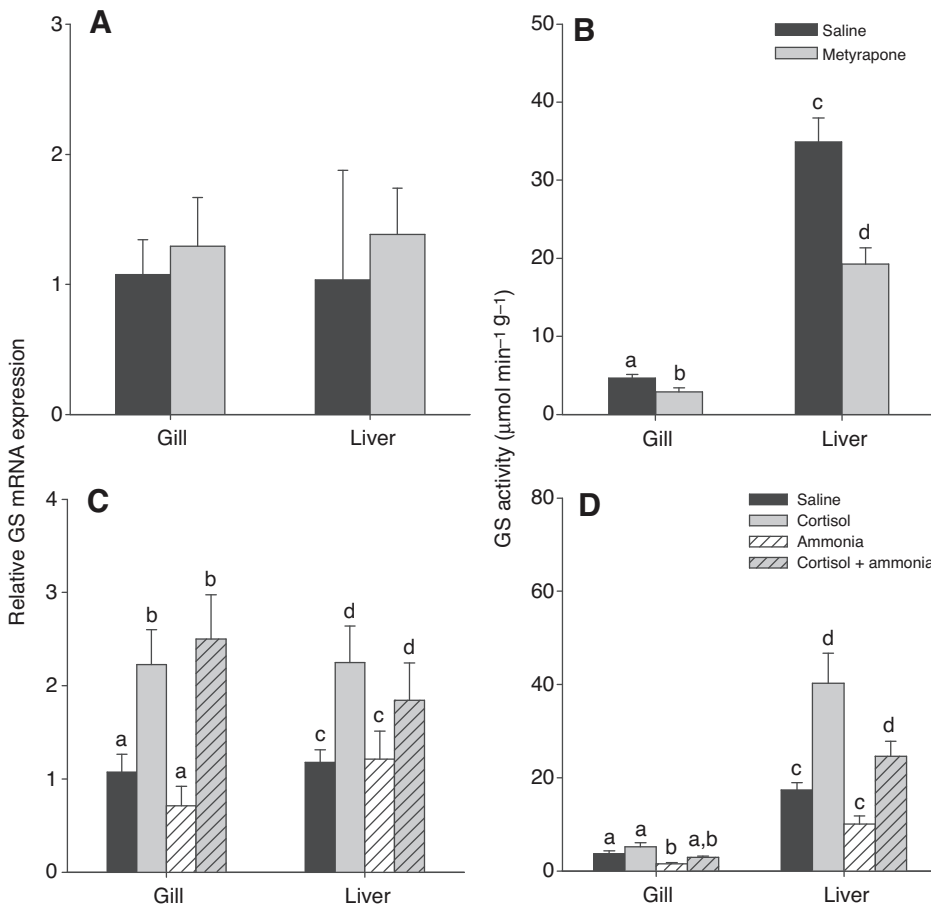 A
3
2
1
0
Gill
Liver
B
50
40
30
20
10
0
Saline
Metyrapone
a
b
c
d
Gill
Liver
Relative GS mRNA expression
GS activity (μmol min⁻¹ g⁻¹)
C
4
3
2
1
0
a
b
a
b
c
d
c
d
Gill
Liver
D
80
60
40
20
0
Saline
Cortisol
Ammonia
Cortisol + ammonia
a
a
b
a,b
c
d
c
d
Gill
Liver